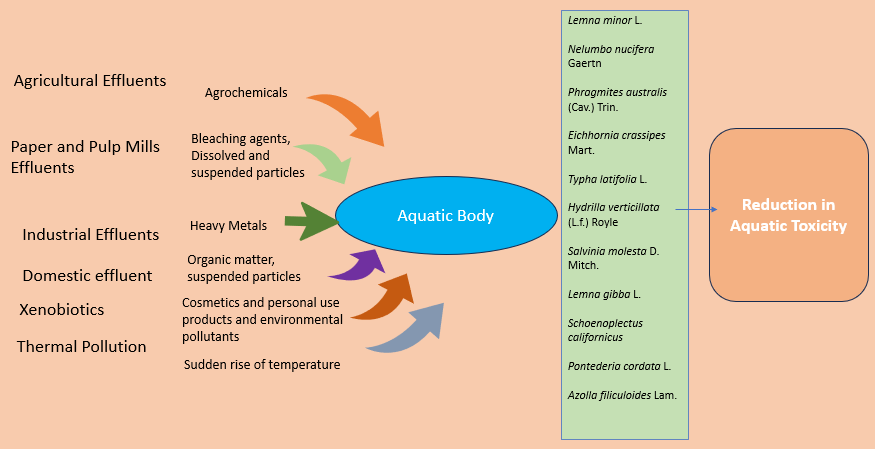 Agricultural Effluents
Agrochemicals
Paper and Pulp Mills
Effluents
Bleaching agents,
Dissolved and
suspended particles
Industrial Effluents
Heavy Metals
Domestic effluent
Organic matter,
suspended particles
Xenobiotics
Cosmetics and personal use
products and environmental
pollutants
Thermal Pollution
Sudden rise of temperature
Aquatic Body
Lemna minor L.
Nelumbo nucifera
Gaertn
Phragmites australis
(Cav.) Trin.
Eichhornia crassipes
Mart.
Typha latifolia L.
Hydrilla verticillata
(L.f.) Royle
Salvinia molesta D.
Mitch.
Lemna gibba L.
Schoenoplectus
californicus
Pontederia cordata L.
Azolla filiculoides Lam.
Reduction in
Aquatic Toxicity